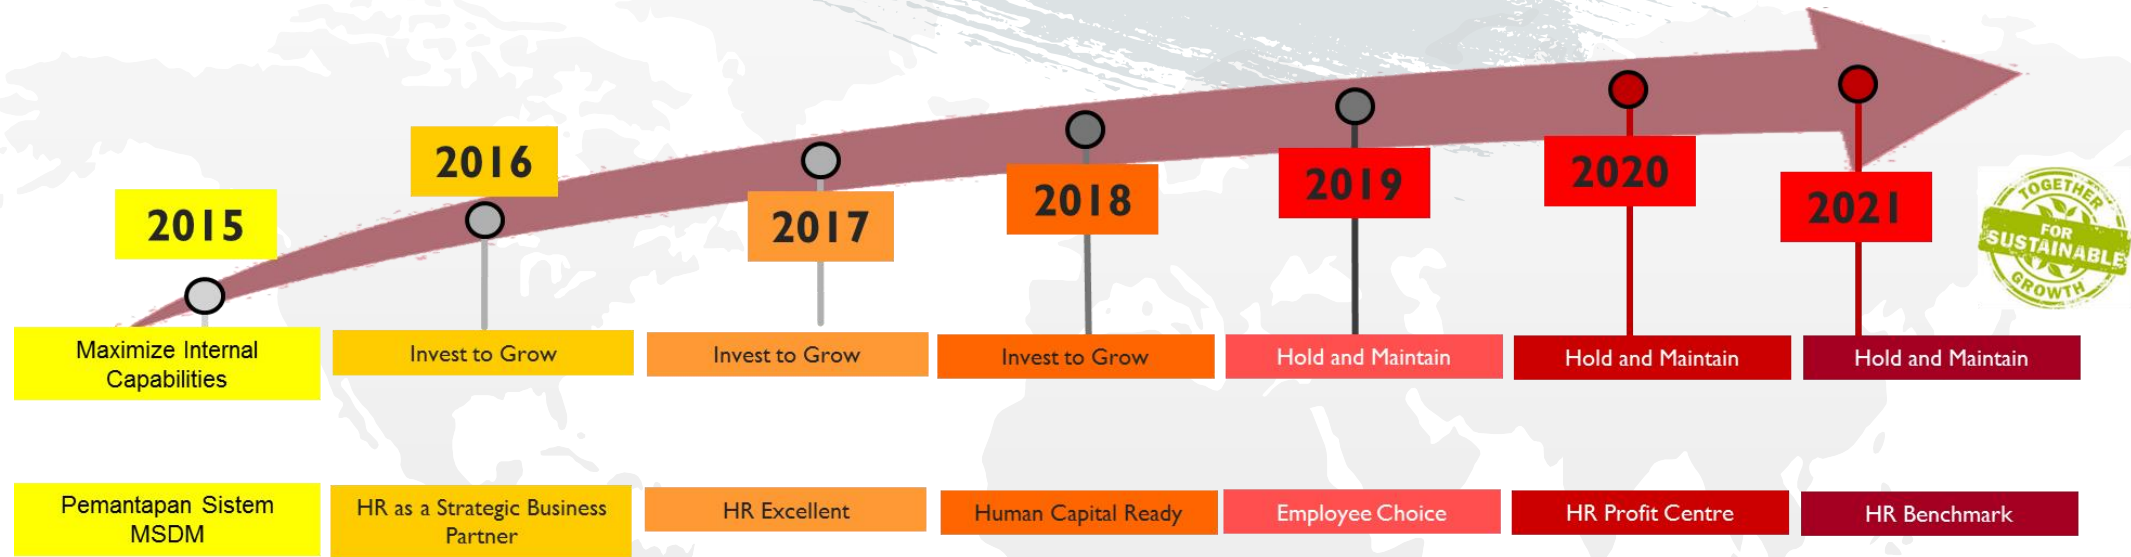 2015
2016
2017
2018
2019
2020
2021
TOGETHER
FOR
SUSTAINABLE
GROWTH
Maximize Internal
Capabilities
Invest to Grow
Invest to Grow
Invest to Grow
Hold and Maintain
Hold and Maintain
Hold and Maintain
Pemantapan Sistem
MSDM
HR as a Strategic Business
Partner
HR Excellent
Human Capital Ready
Employee Choice
HR Profit Centre
HR Benchmark